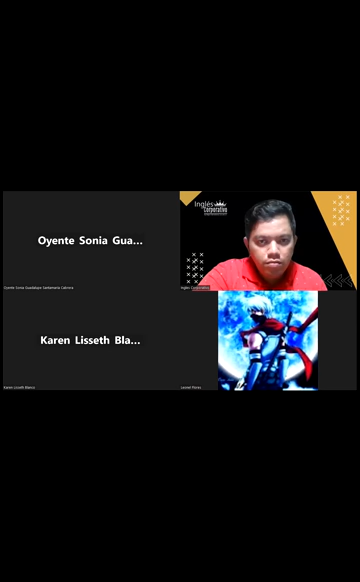 Oyente Sonia Gua...
Oyente Sonia Guadalupe Santamaría Cabrera
Inglés
Corporativo
Inglés Corporativo
Karen Lisseth Bla...
Karen Lisseth Blanco
Leonel Flores